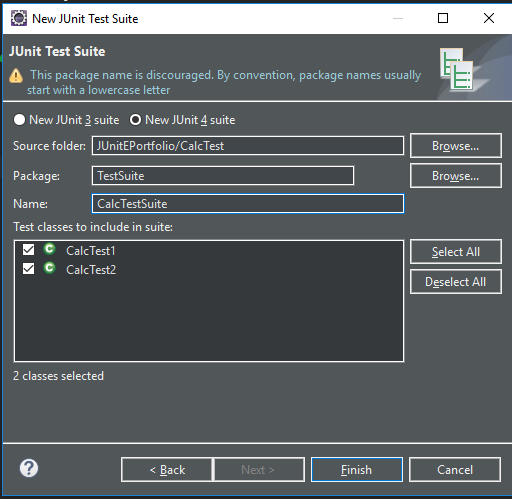 New JUnit Test Suite
JUnit Test Suite
This package name is discouraged. By convention, package names usually
start with a lowercase letter
New JUnit 3 suite New JUnit 4 suite
Source folder: JUnitEPortfolio/CalcTest Browse...
Package: TestSuite Browse...
Name: CalcTestSuite
Test classes to include in suite:
CalcTest1 Select All
CalcTest2 Deselect All
2 classes selected
< Back Next > Finish Cancel